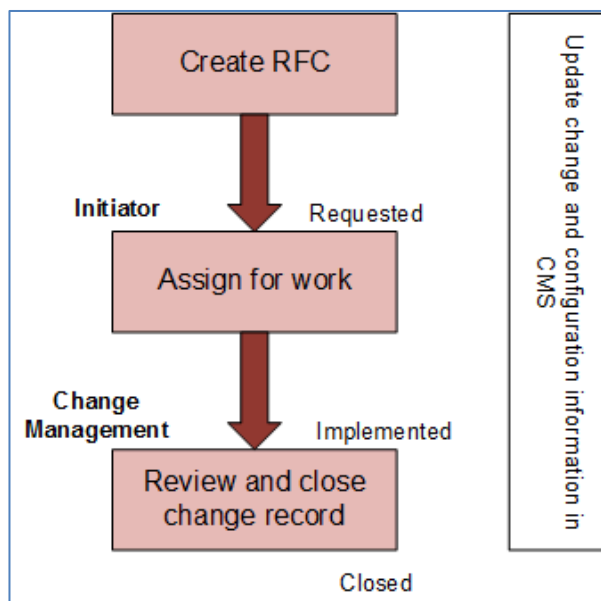 Create RFC
Initiator
Requested
Assign for work
Change
Management
Implemented
Review and close
change record
Closed
Update change and configuration information in
CMS